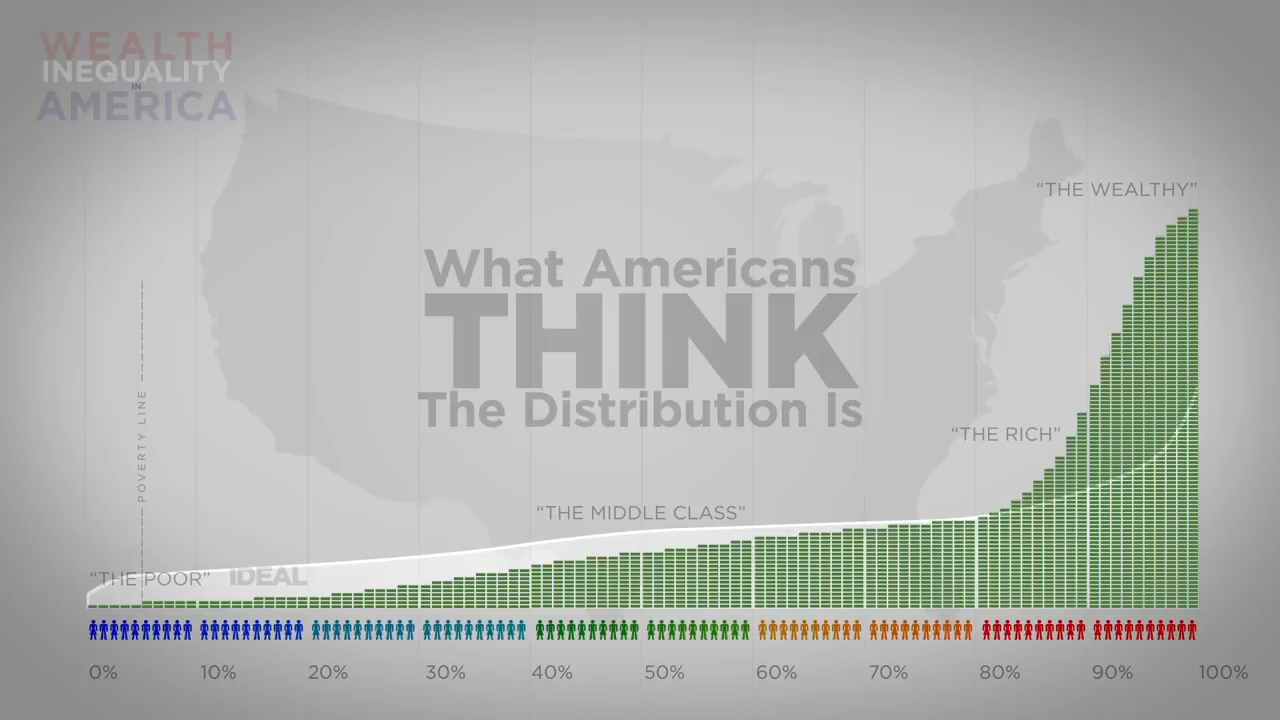 WEALTH
INEQUALITY
IN
AMERICA
“THE WEALTHY”
What Americans
THINK
The Distribution Is
POVERTY LINE
“THE RICH”
“THE MIDDLE CLASS”
“THE POOR” IDEAL
0% 10% 20% 30% 40% 50% 60% 70% 80% 90% 100%